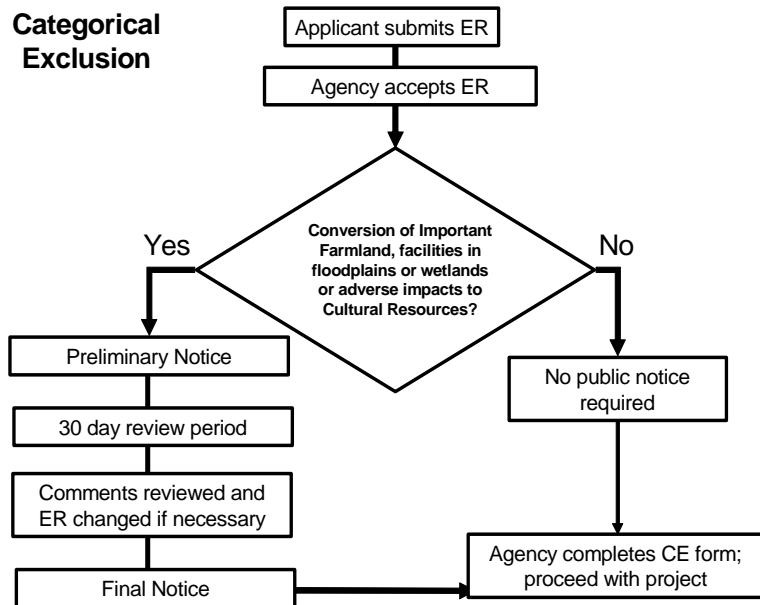 Categorical
Exclusion
Applicant submits ER
Agency accepts ER
Conversion of Important
Farmland, facilities in
floodplains or wetlands
or adverse impacts to
Cultural Resources?
Yes
No
Preliminary Notice
30 day review period
Comments reviewed and
ER changed if necessary
Final Notice
No public notice
required
Agency completes CE form;
proceed with project